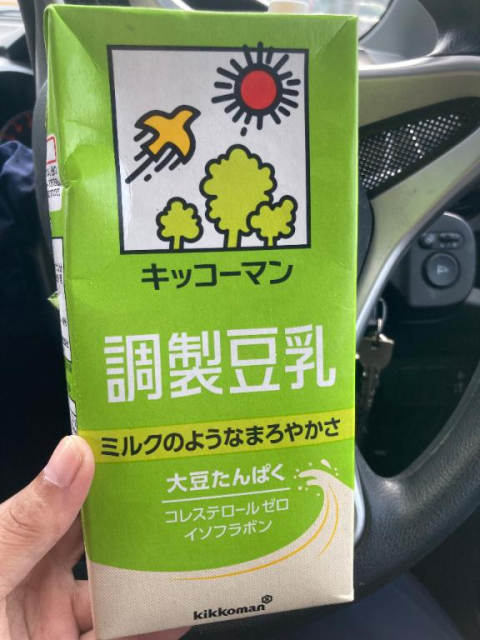 キッコーマン
調製豆乳
ミルクのようなまろやかさ
大豆たんぱく
コレステロール ゼロ
イソフラボン
kikkoman